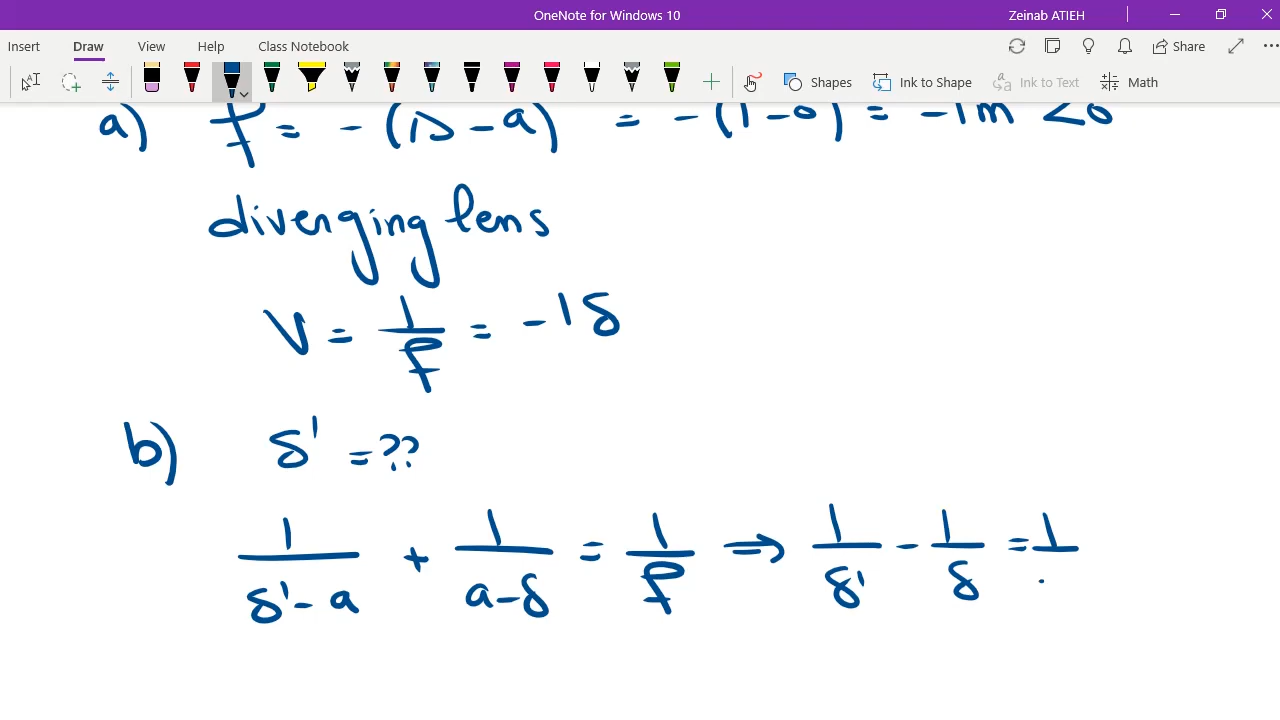 OneNote for Windows 10 Zeinab ATIEH
Insert Draw View Help Class Notebook Share
Shapes Ink to Shape Ink to Text Math
a) f = - (D - a) = - (1 - 0) = - 1m < 0
diverging lens
V = 1/f = - 1 δ
b) δ' = ??
1/(δ' - a) + 1/(a - δ) = 1/f ⇒ 1/δ' - 1/δ = 1/